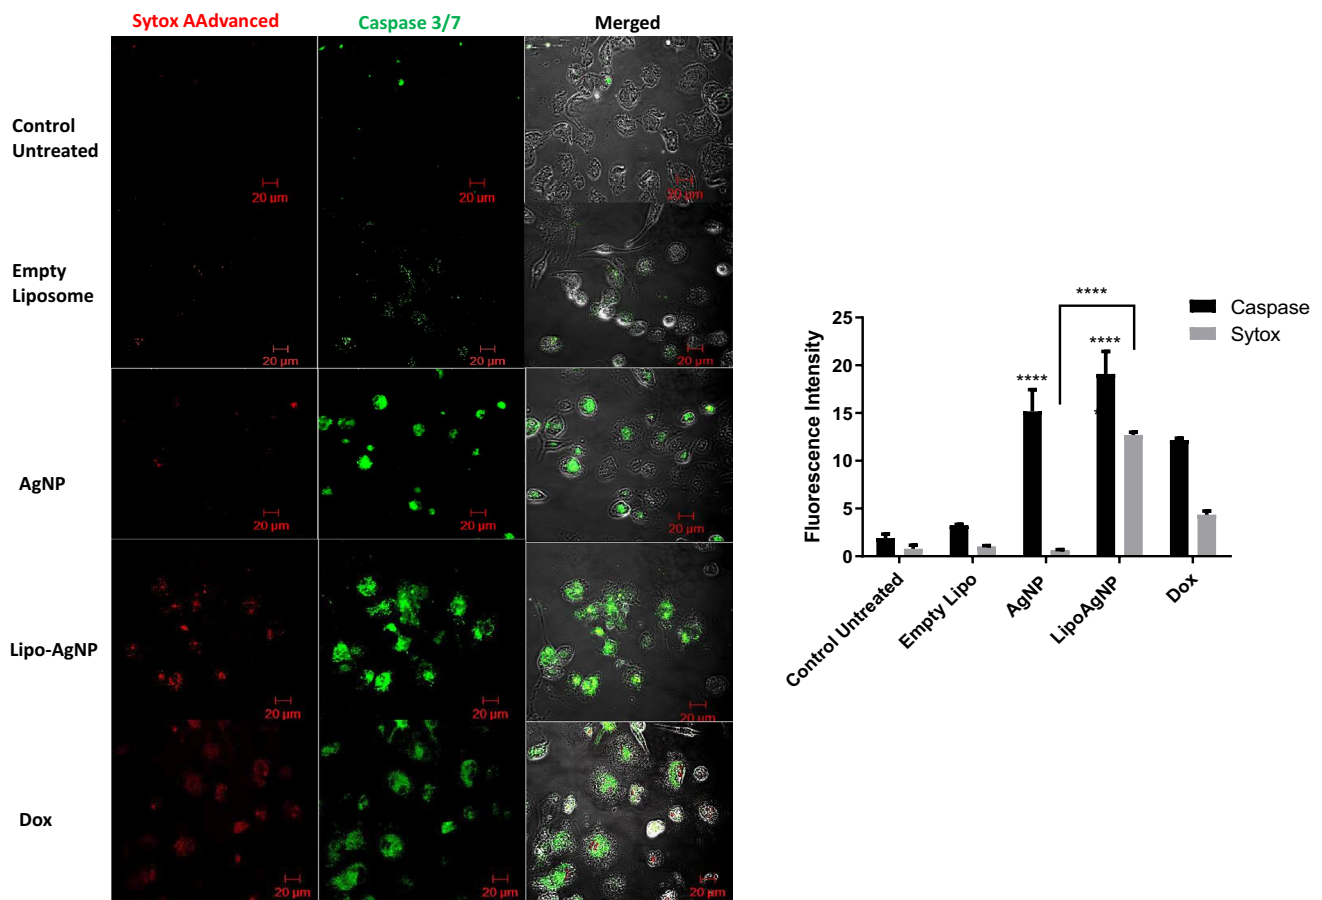 Sytox AAdvanced
Caspase 3/7
Merged
Control
Untreated
20 µm
20 µm
20 µm
Empty
Liposome
20 µm
20 µm
20 µm
AgNP
20 µm
20 µm
20 µm
Lipo-AgNP
20 µm
20 µm
20 µm
Dox
20 µm
20 µm
20 µm
Fluorescence Intensity
25
20
15
10
5
0
****
****
****
*
Caspase
Sytox
Control Untreated
Empty Lipo
AgNP
LipoAgNP
Dox